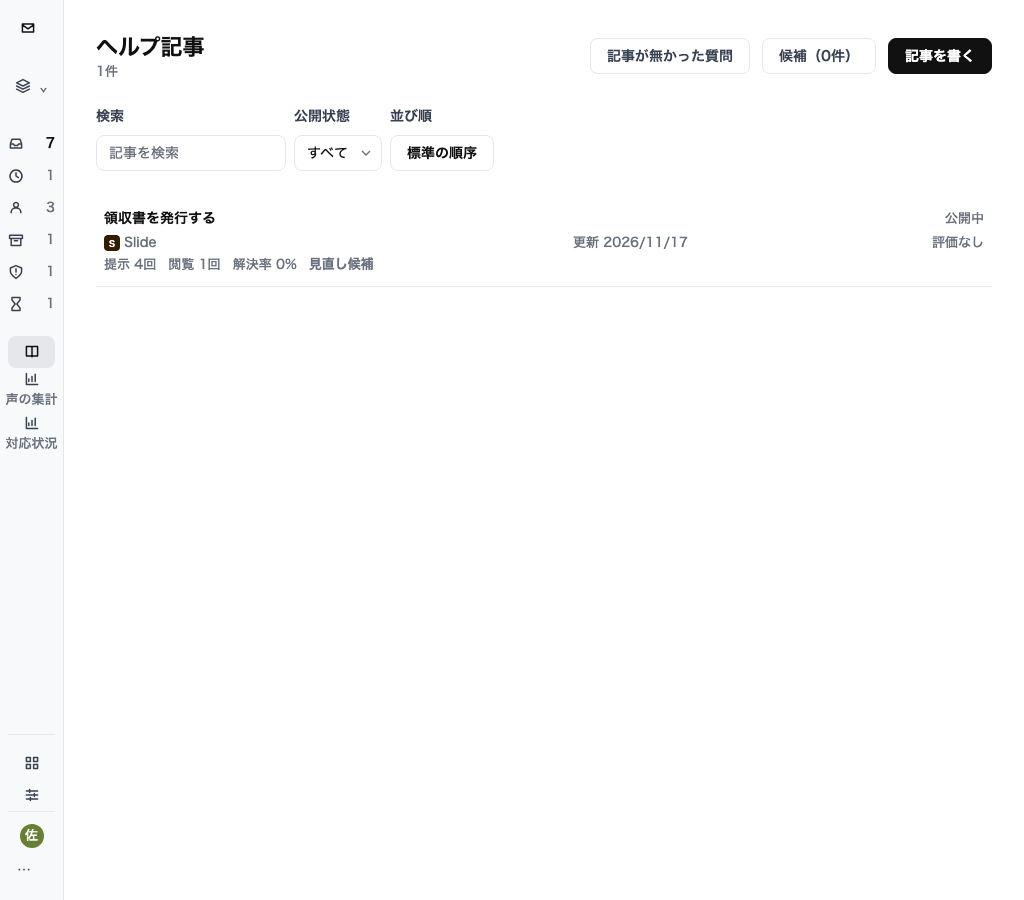 ヘルプ記事
1件
記事が無かった質問
候補（0件）
記事を書く
検索
公開状態
並び順
記事を検索
すべて
標準の順序
7
1
3
1
1
1
声の集計
対応状況
領収書を発行する
公開中
S Slide
更新 2026/11/17
評価なし
提示 4回 閲覧 1回 解決率 0% 見直し候補
佐
…